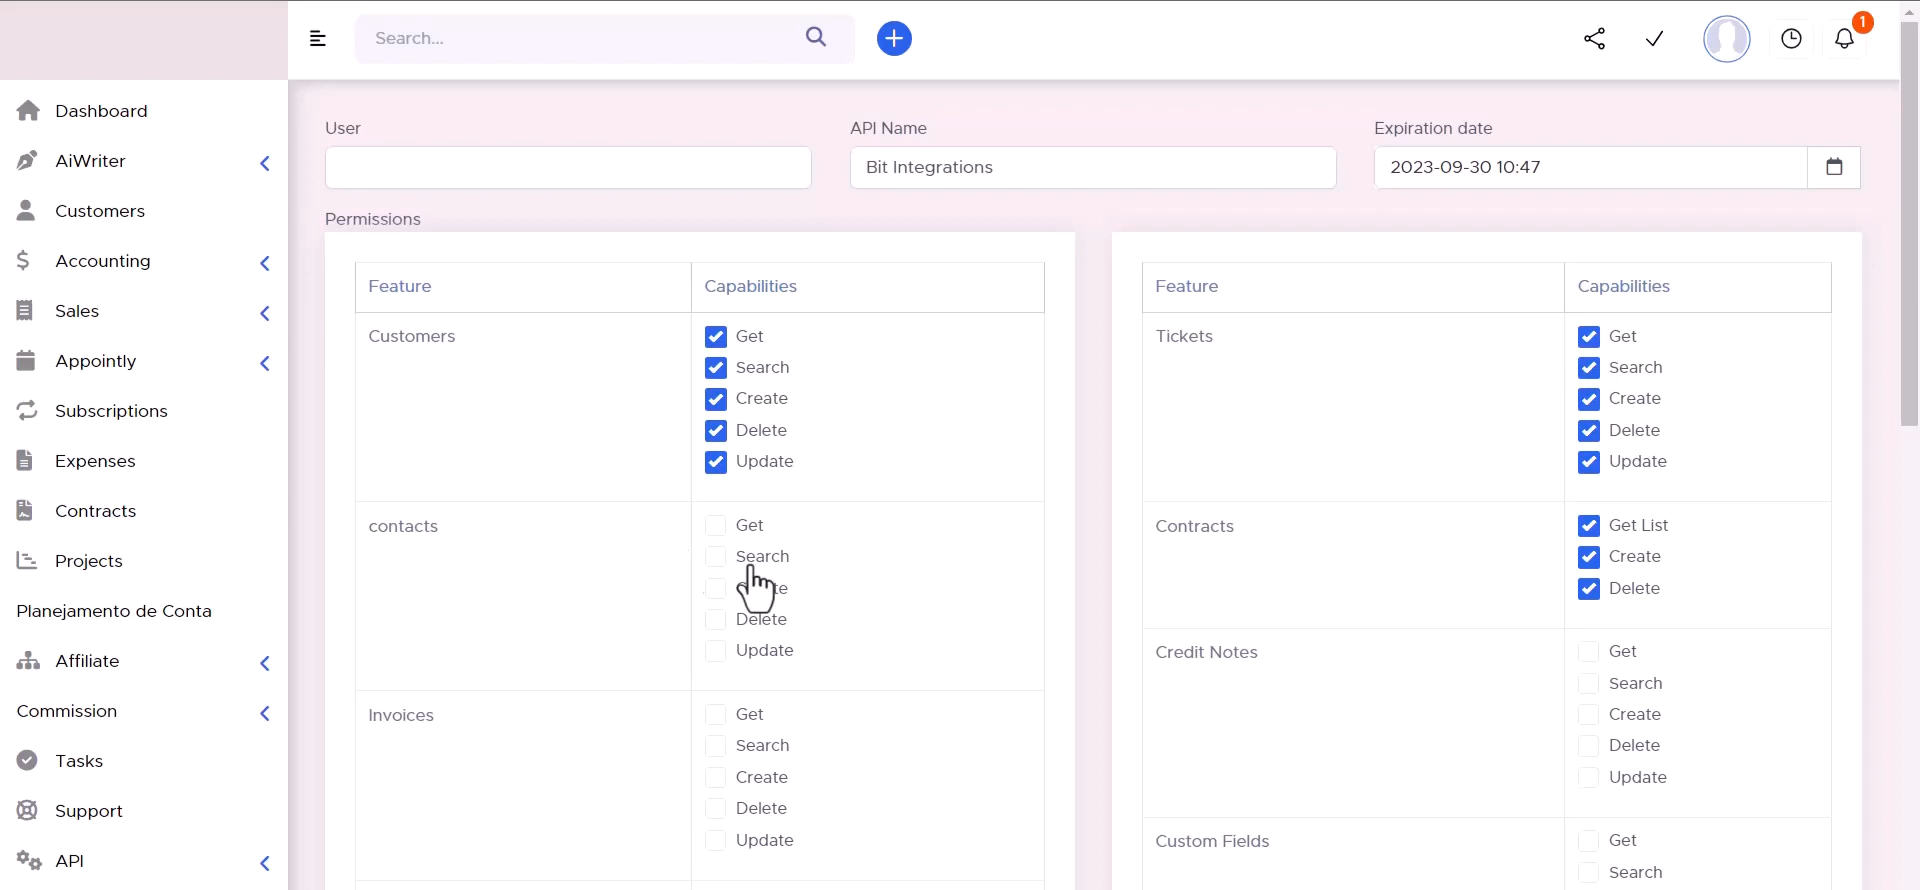 Search...
1
Dashboard
AiWriter
Customers
Accounting
Sales
Appointly
Subscriptions
Expenses
Contracts
Projects
Planejamento de Conta
Affiliate
Commission
Tasks
Support
API
User
API Name
Bit Integrations
Expiration date
2023-09-30 10:47
Permissions
Feature
Capabilities
Customers
Get
Search
Create
Delete
Update
contacts
Get
Search
Delete
Update
Invoices
Get
Search
Create
Delete
Update
Feature
Capabilities
Tickets
Get
Search
Create
Delete
Update
Contracts
Get List
Create
Delete
Credit Notes
Get
Search
Create
Delete
Update
Custom Fields
Get
Search